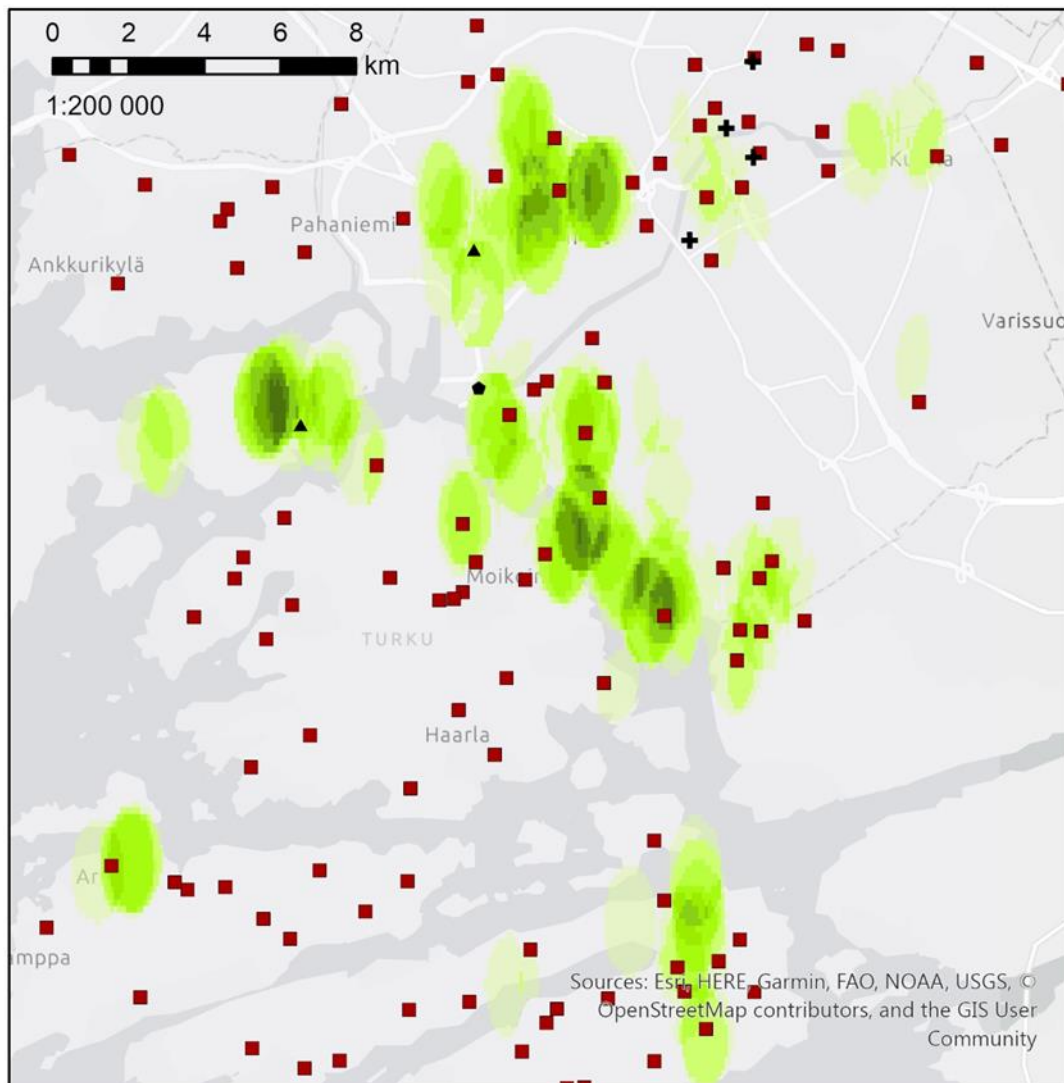 0 2 4 6 8
km
1:200 000
Pahaniemi
Ankkurikylä
Varissuo
TURKU
Haarla
Sources: Esri, HERE, Garmin, FAO, NOAA, USGS, ©
OpenStreetMap contributors, and the GIS User
Community